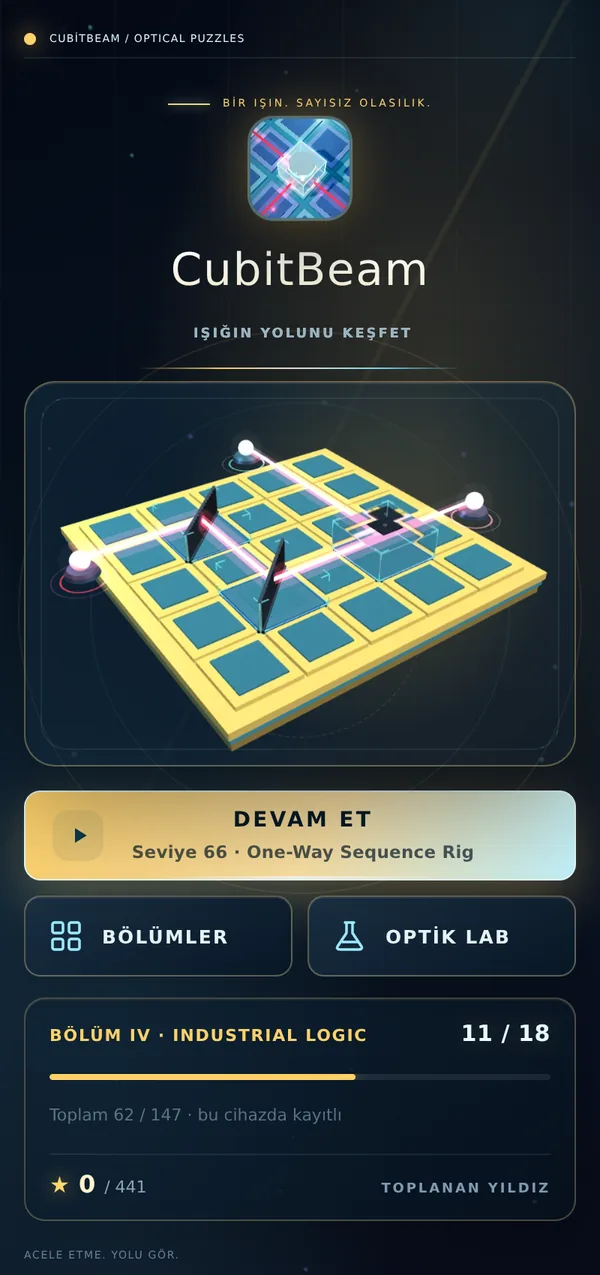 CUBİTBEAM / OPTICAL PUZZLES
BİR IŞIN. SAYISIZ OLASILIK.
CubitBeam
IŞIĞIN YOLUNU KEŞFET
DEVAM ET
Seviye 66 · One-Way Sequence Rig
BÖLÜMLER
OPTİK LAB
BÖLÜM IV · INDUSTRIAL LOGIC
11 / 18
Toplam 62 / 147 · bu cihazda kayıtlı
★ 0 / 441
TOPLANAN YILDIZ
ACELE ETME. YOLU GÖR.